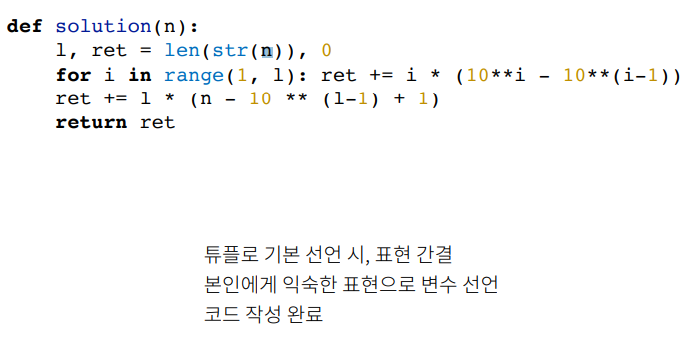 def solution(n):
    l, ret = len(str(n)), 0
    for i in range(1, l): ret += i * (10**i - 10**(i-1))
    ret += l * (n - 10 ** (l-1) + 1)
    return ret
튜플로 기본 선언 시, 표현 간결
본인에게 익숙한 표현으로 변수 선언
코드 작성 완료